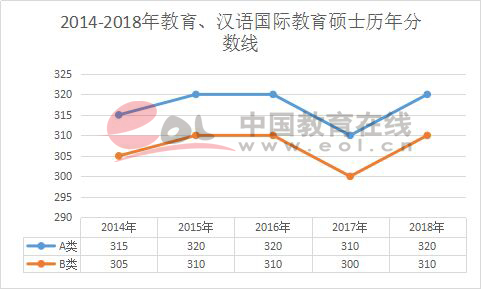 2014-2018年教育、汉语国际教育硕士历年分
数线
325
320
315
310
305
300
295
290
eol 中国教育在线
www.eol.cn
2014年 2015年 2016年 2017年 2018年
A类 315 320 320 310 320
B类 305 310 310 300 310